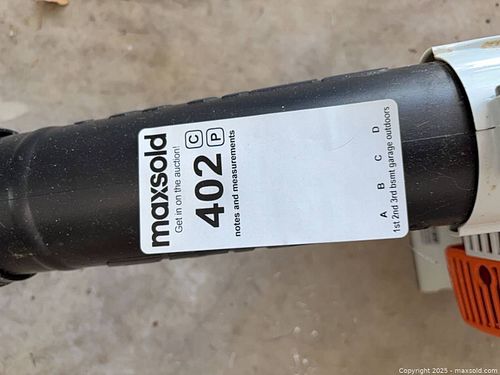 maxsold
Get in on the auction!
402
C
P
notes and measurements
A B C D
1st 2nd 3rd bsmt garage outdoors
Copyright 2025 - maxsold.com